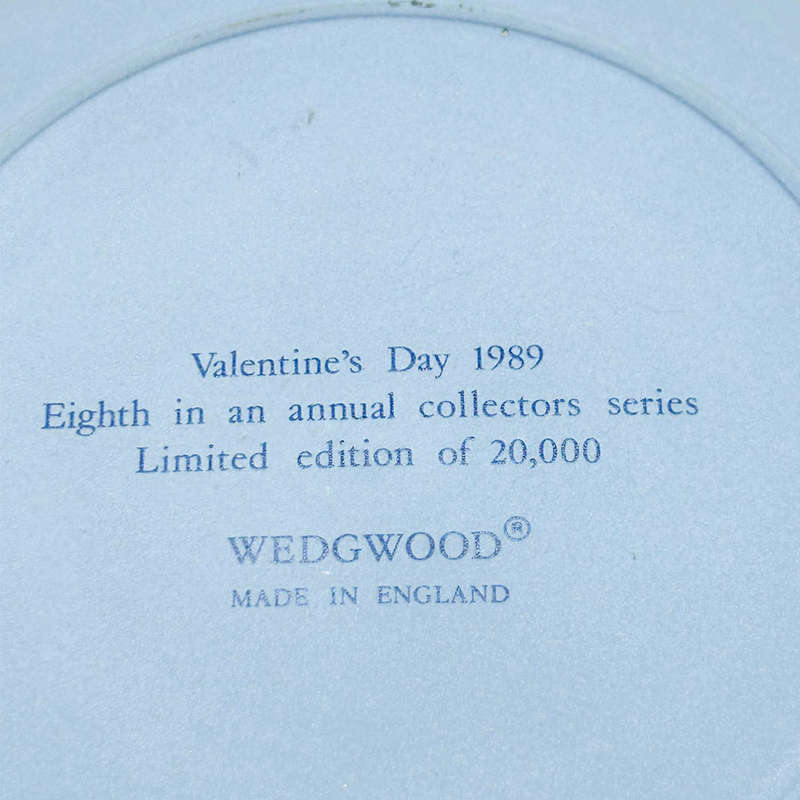 Valentine's Day 1989
Eighth in an annual collectors series
Limited edition of 20,000
WEDGWOOD®
MADE IN ENGLAND